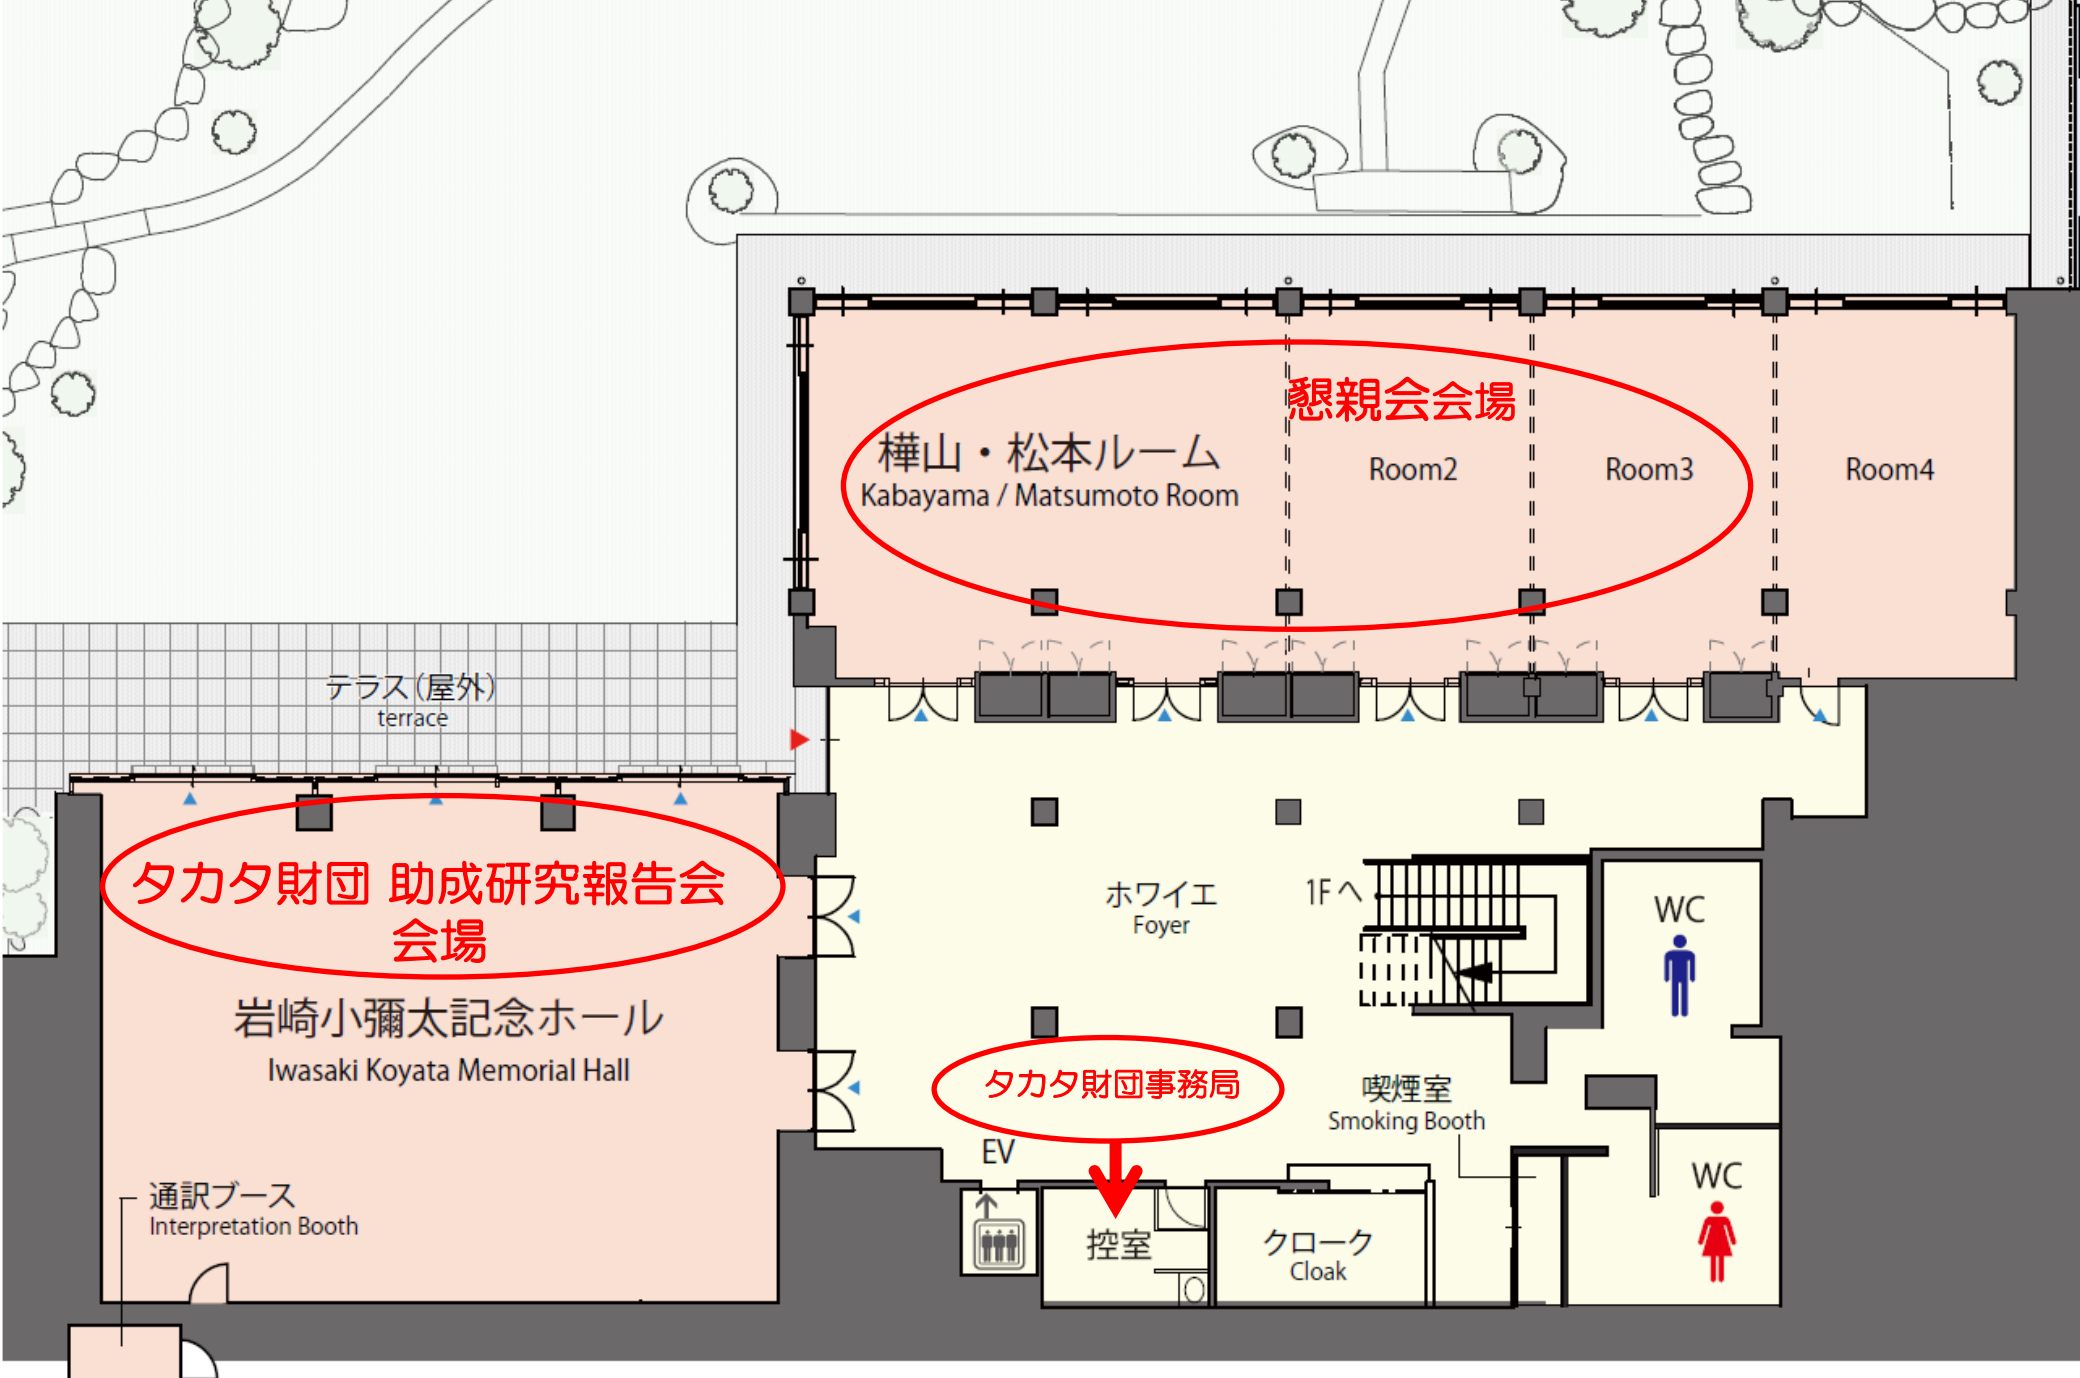 懇親会会場
樺山・松本ルーム
Kabayama / Matsumoto Room
Room2
Room3
Room4
テラス（屋外）
terrace
タカタ財団 助成研究報告会
会場
岩崎小彌太記念ホール
Iwasaki Koyata Memorial Hall
ホワイエ
Foyer
1Fへ
WC
タカタ財団事務局
喫煙室
Smoking Booth
EV
WC
通訳ブース
Interpretation Booth
控室
クローク
Cloak